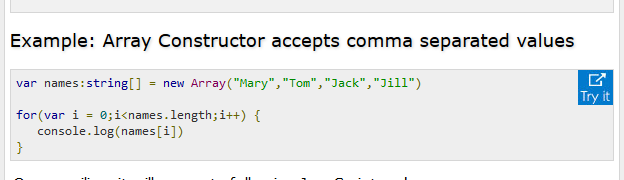 Example: Array Constructor accepts comma separated values
var names:string[] = new Array("Mary","Tom","Jack","Jill")
Try it
for(var i = 0;i<names.length;i++) {
   console.log(names[i])
}